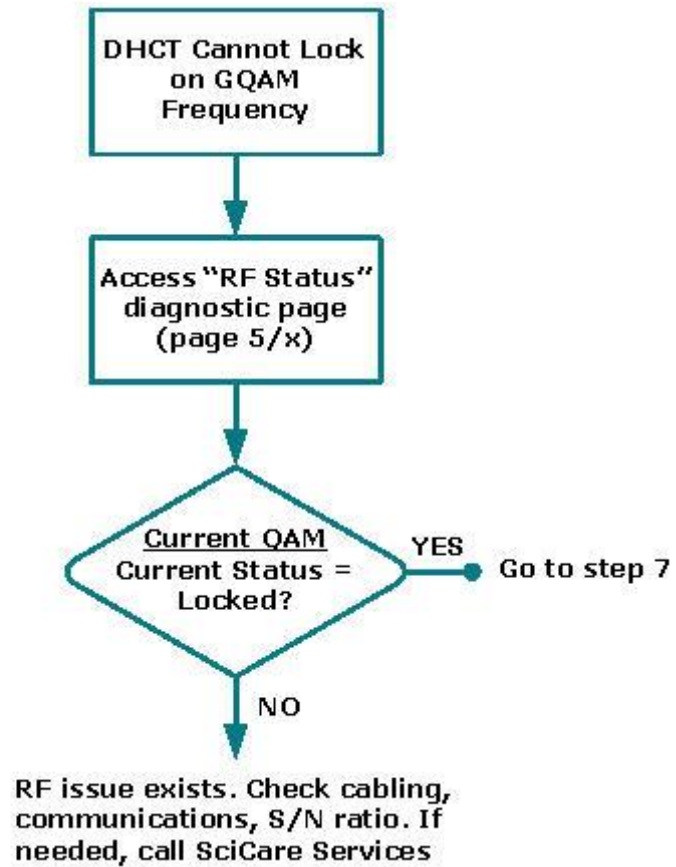 DHCT Cannot Lock
on GQAM
Frequency
Access “RF Status”
diagnostic page
(page 5/x)
Current QAM
Current Status =
Locked?
YES
Go to step 7
NO
RF issue exists. Check cabling,
communications, S/N ratio. If
needed, call SciCare Services